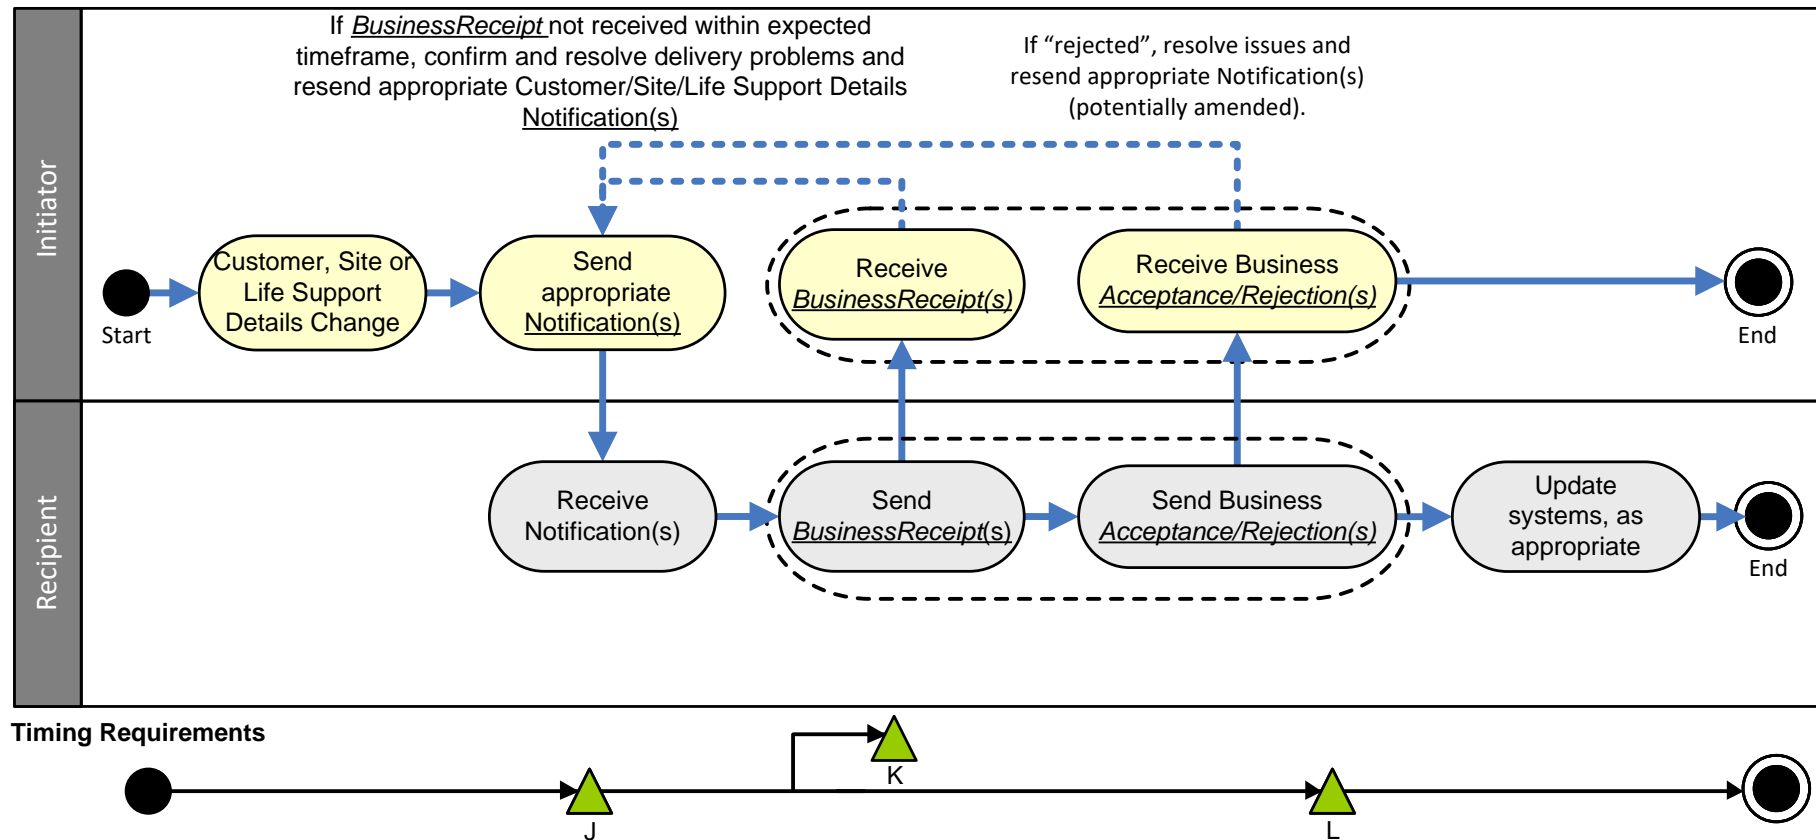 If BusinessReceipt not received within expected
timeframe, confirm and resolve delivery problems and
resend appropriate Customer/Site/Life Support Details
Notification(s)
If “rejected”, resolve issues and
resend appropriate Notification(s)
(potentially amended).
Initiator
Start
Customer, Site or
Life Support
Details Change
Send
appropriate
Notification(s)
Receive
BusinessReceipt(s)
Receive Business
Acceptance/Rejection(s)
End
Recipient
Receive
Notification(s)
Send
BusinessReceipt(s)
Send Business
Acceptance/Rejection(s)
Update
systems, as
appropriate
End
Timing Requirements
J
K
L